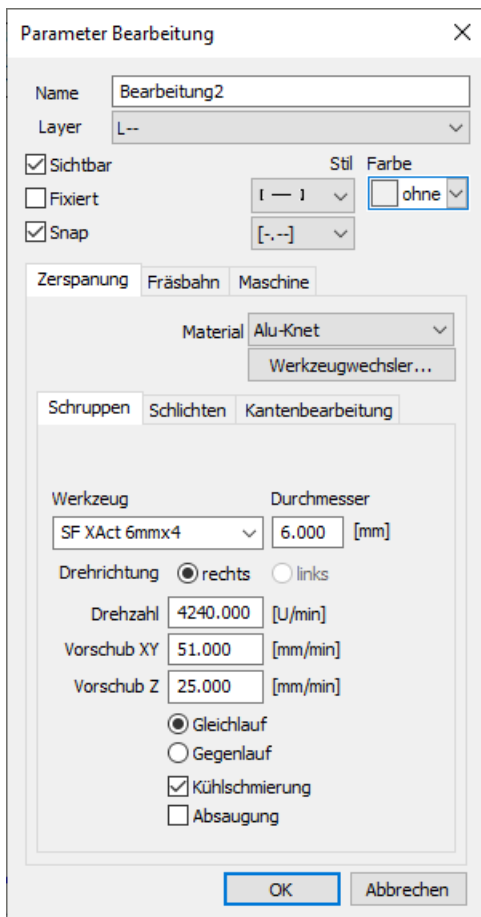 Parameter Bearbeitung
Name Bearbeitung2
Layer L--
Sichtbar Stil Farbe
Fixiert [ — ] ohne
Snap [-.--]
Zerspanung Fräsbahn Maschine
Material Alu-Knet
Werkzeugwechsler...
Schruppen Schlichten Kantenbearbeitung
Werkzeug Durchmesser
SF XAct 6mmx4 6.000 [mm]
Drehrichtung rechts links
Drehzahl 4240.000 [U/min]
Vorschub XY 51.000 [mm/min]
Vorschub Z 25.000 [mm/min]
Gleichlauf
Gegenlauf
Kühlschmierung
Absaugung
OK Abbrechen